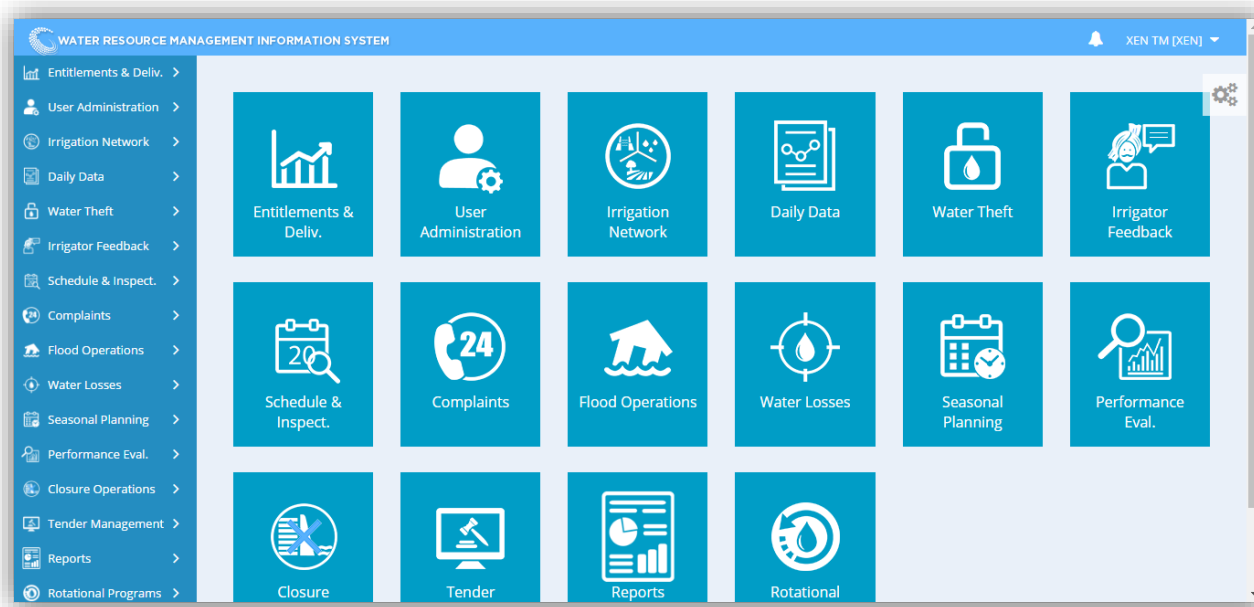 WATER RESOURCE MANAGEMENT INFORMATION SYSTEM
XEN TM [XEN]
Entitlements & Deliv.
User Administration
Irrigation Network
Daily Data
Water Theft
Irrigator Feedback
Schedule & Inspect.
Complaints
Flood Operations
Water Losses
Seasonal Planning
Performance Eval.
Closure Operations
Tender Management
Reports
Rotational Programs
Entitlements &
Deliv.
User
Administration
Irrigation
Network
Daily Data
Water Theft
Irrigator
Feedback
20
Schedule &
Inspect.
24
Complaints
Flood Operations
Water Losses
Seasonal
Planning
Performance
Eval.
Closure
Tender
Reports
Rotational